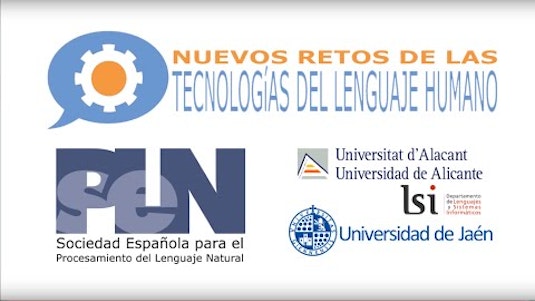 NUEVOS RETOS DE LAS
TECNOLOGÍAS DEL LENGUAJE HUMANO
sePLN
Sociedad Española para el
Procesamiento del Lenguaje Natural
Universitat d'Alacant
Universidad de Alicante
lsi
Departamento
de Lenguajes
y Sistemas
Informáticos
Universidad de Jaén